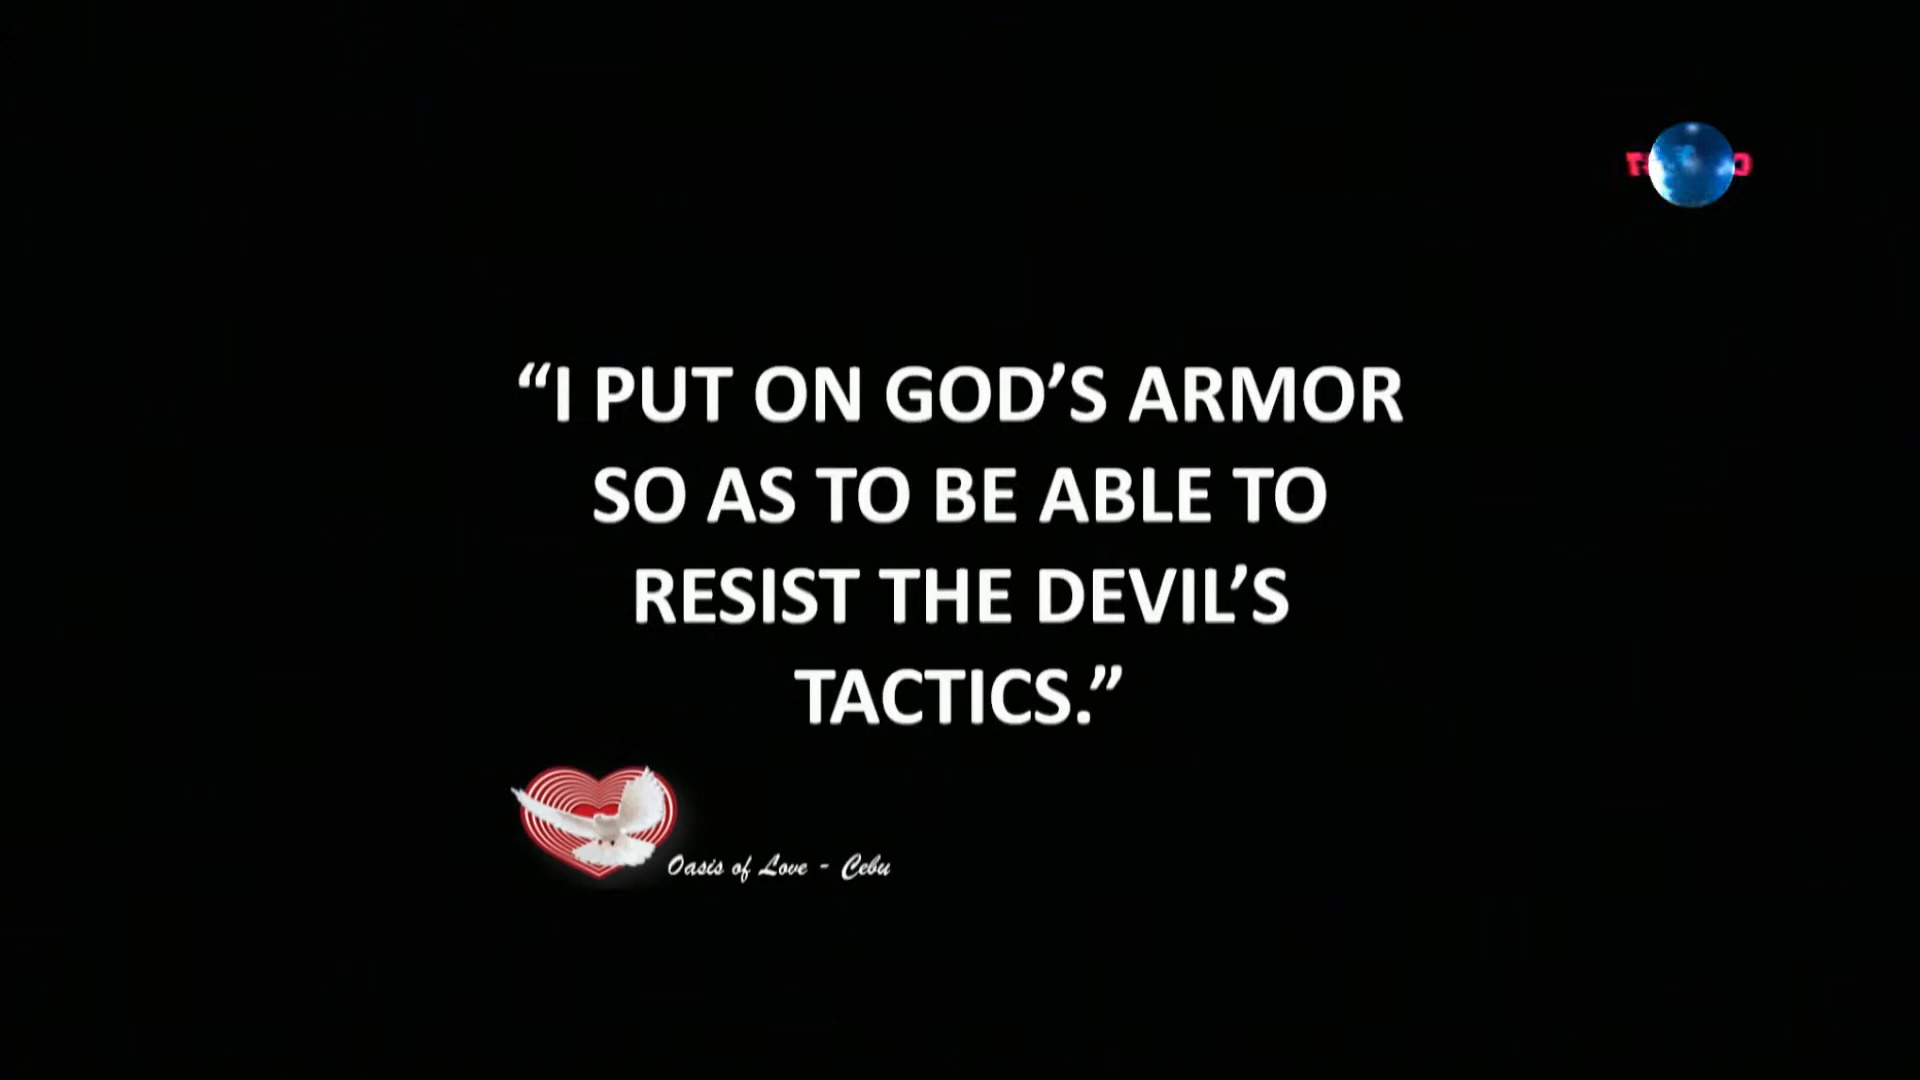 “I PUT ON GOD’S ARMOR
SO AS TO BE ABLE TO
RESIST THE DEVIL’S
TACTICS.”
Oasis of Love - Cebu